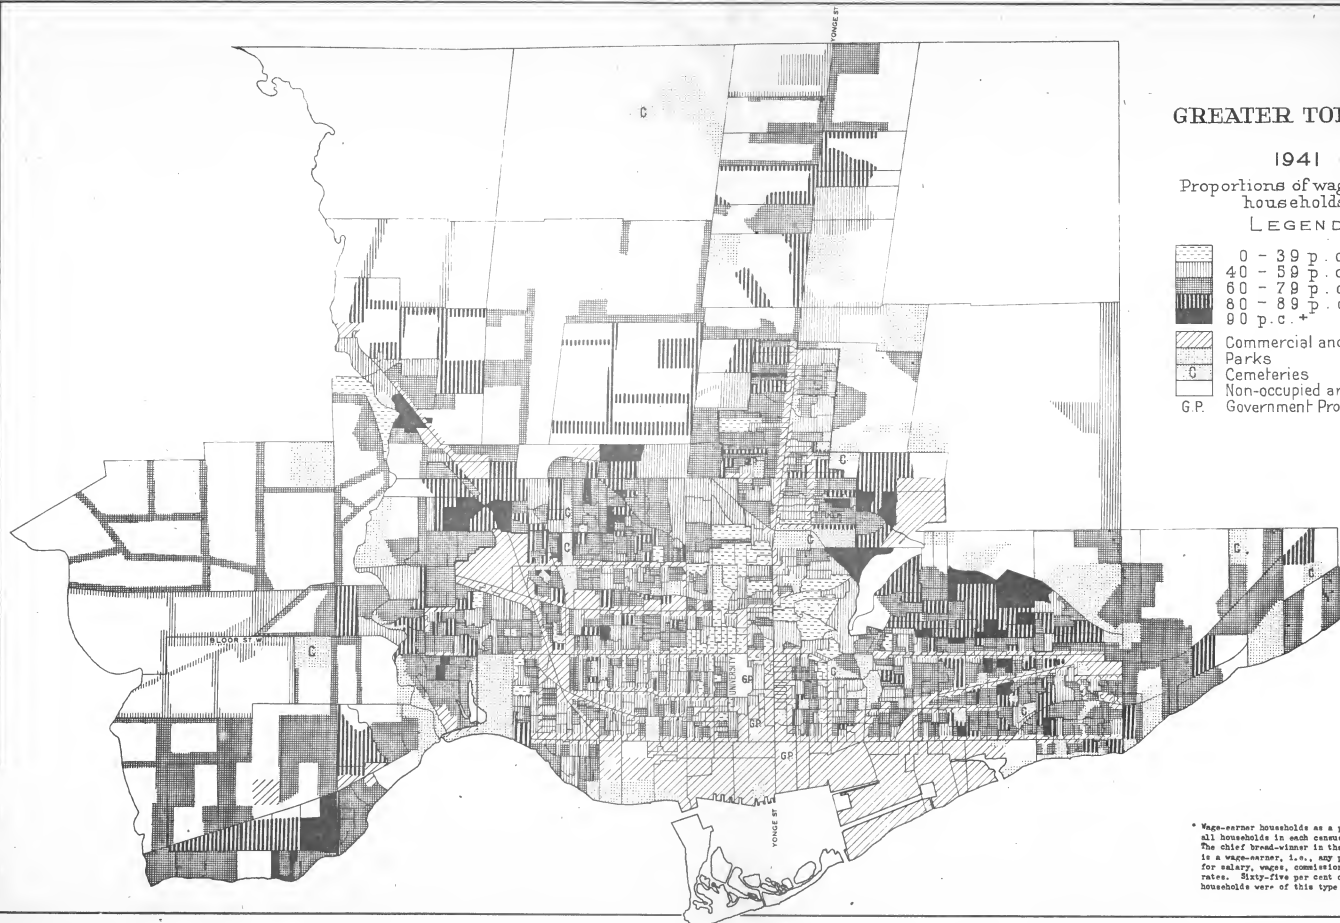 YONGE ST
C
GREATER TO
1941
Proportions of wag
households
LEGEND
0 - 39 p.c
40 - 59 p.c
60 - 79 p.c
80 - 89 p.c
90 p.c.+
Commercial and
Parks
C Cemeteries
Non-occupied ar
G.P. Government Pro
C
C
C
C
C
C
BLOOR ST. W.
C
C
UNIVERSITY
G.P.
C
G.P.
C
G.P.
YONGE ST
* Wage-earner households as a p
all households in each census
The chief bread-winner in the
is a wage-earner, i.e., any p
for salary, wages, commission
rates. Sixty-five per cent o
households were of this type